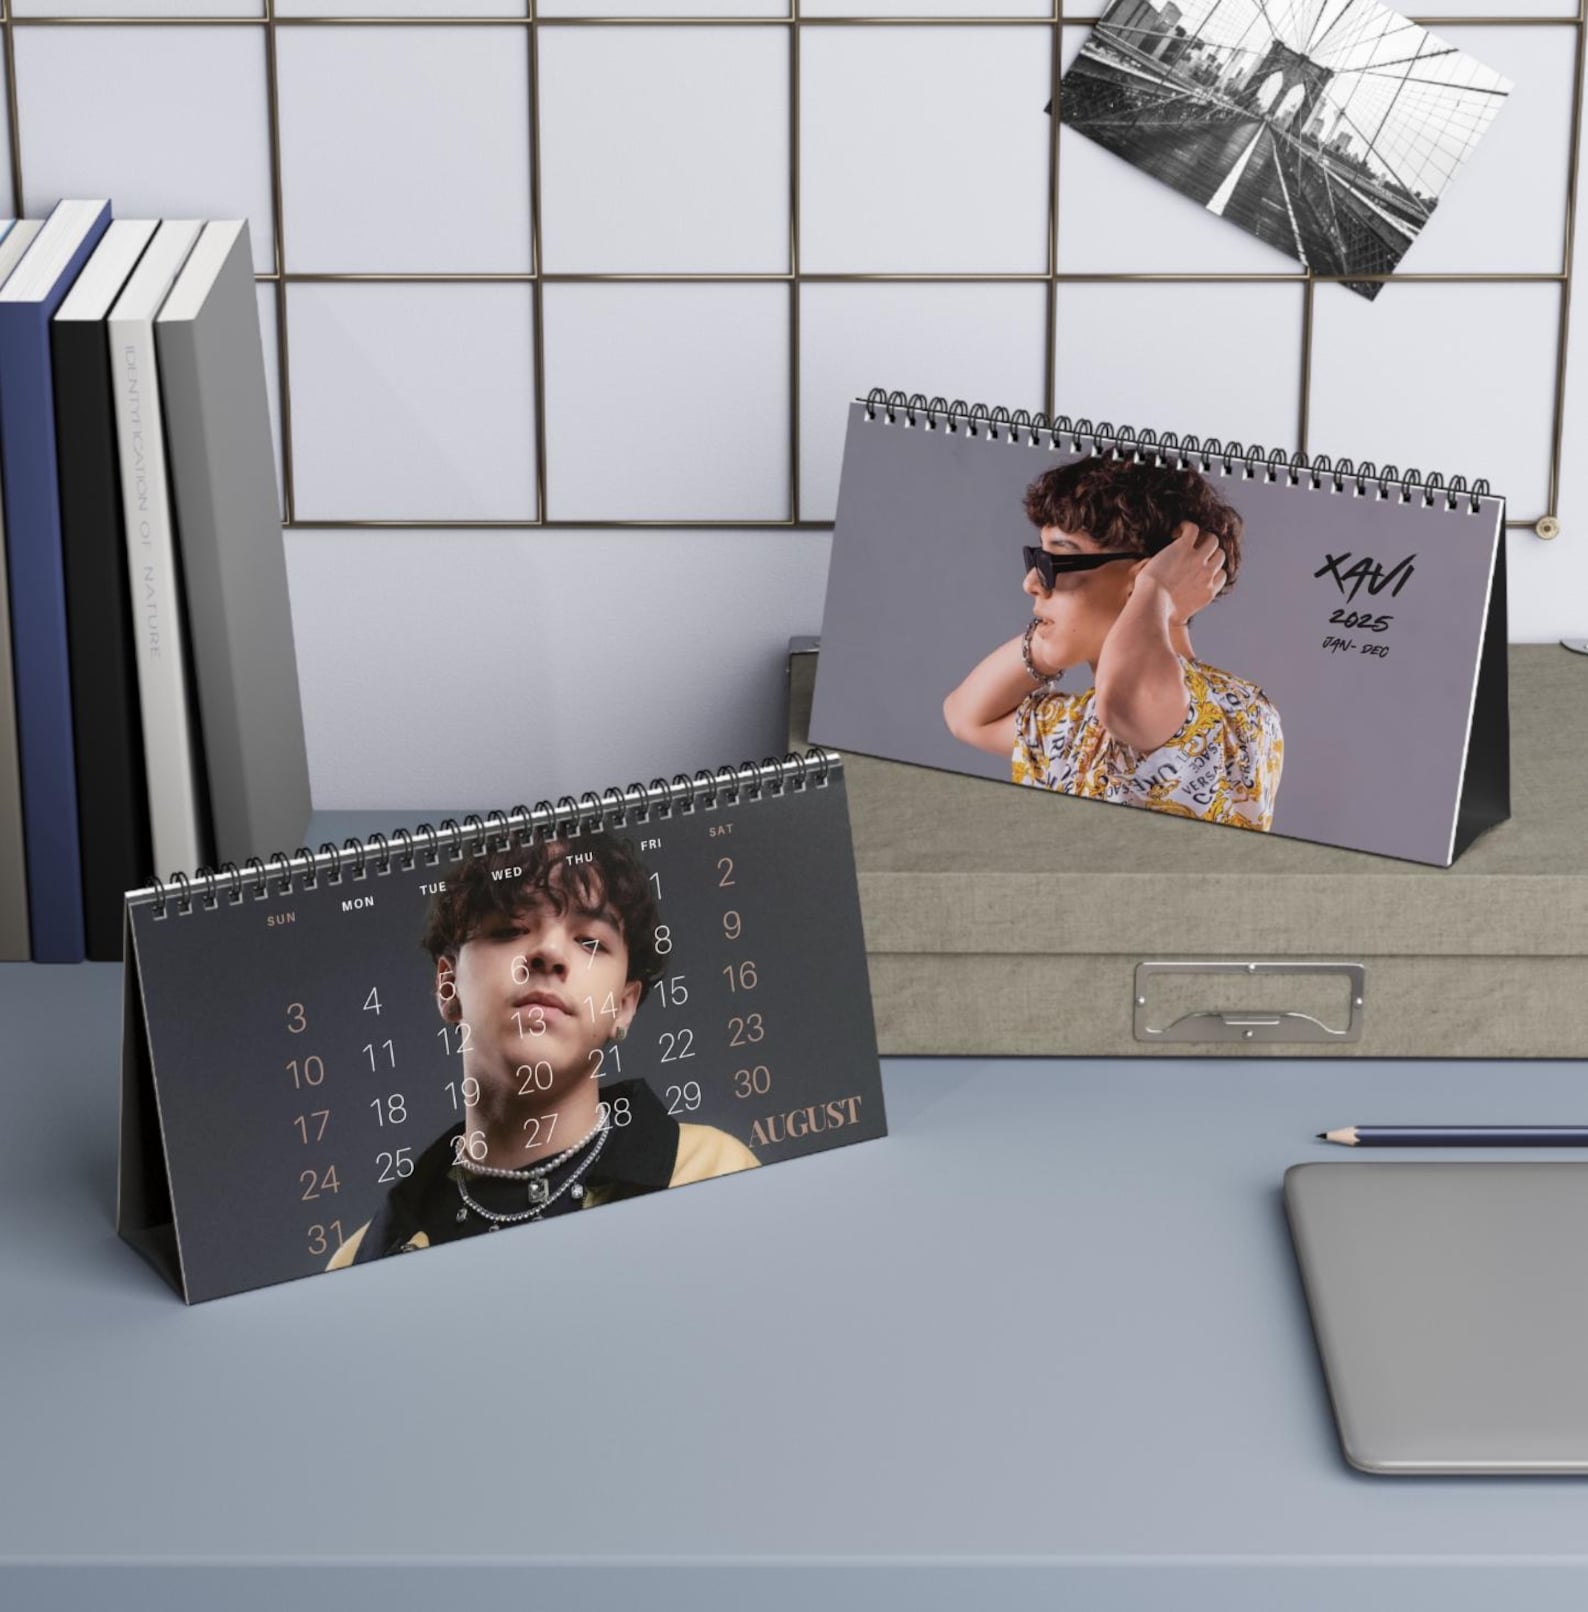 IDENTYFICATION OF NATURE
XAVI
2025
JAN- DEC
VERSACE
SUN MON TUE WED THU FRI SAT
1 2
3 4 5 6 7 8 9
10 11 12 13 14 15 16
17 18 19 20 21 22 23
24 25 26 27 28 29 30
31
AUGUST